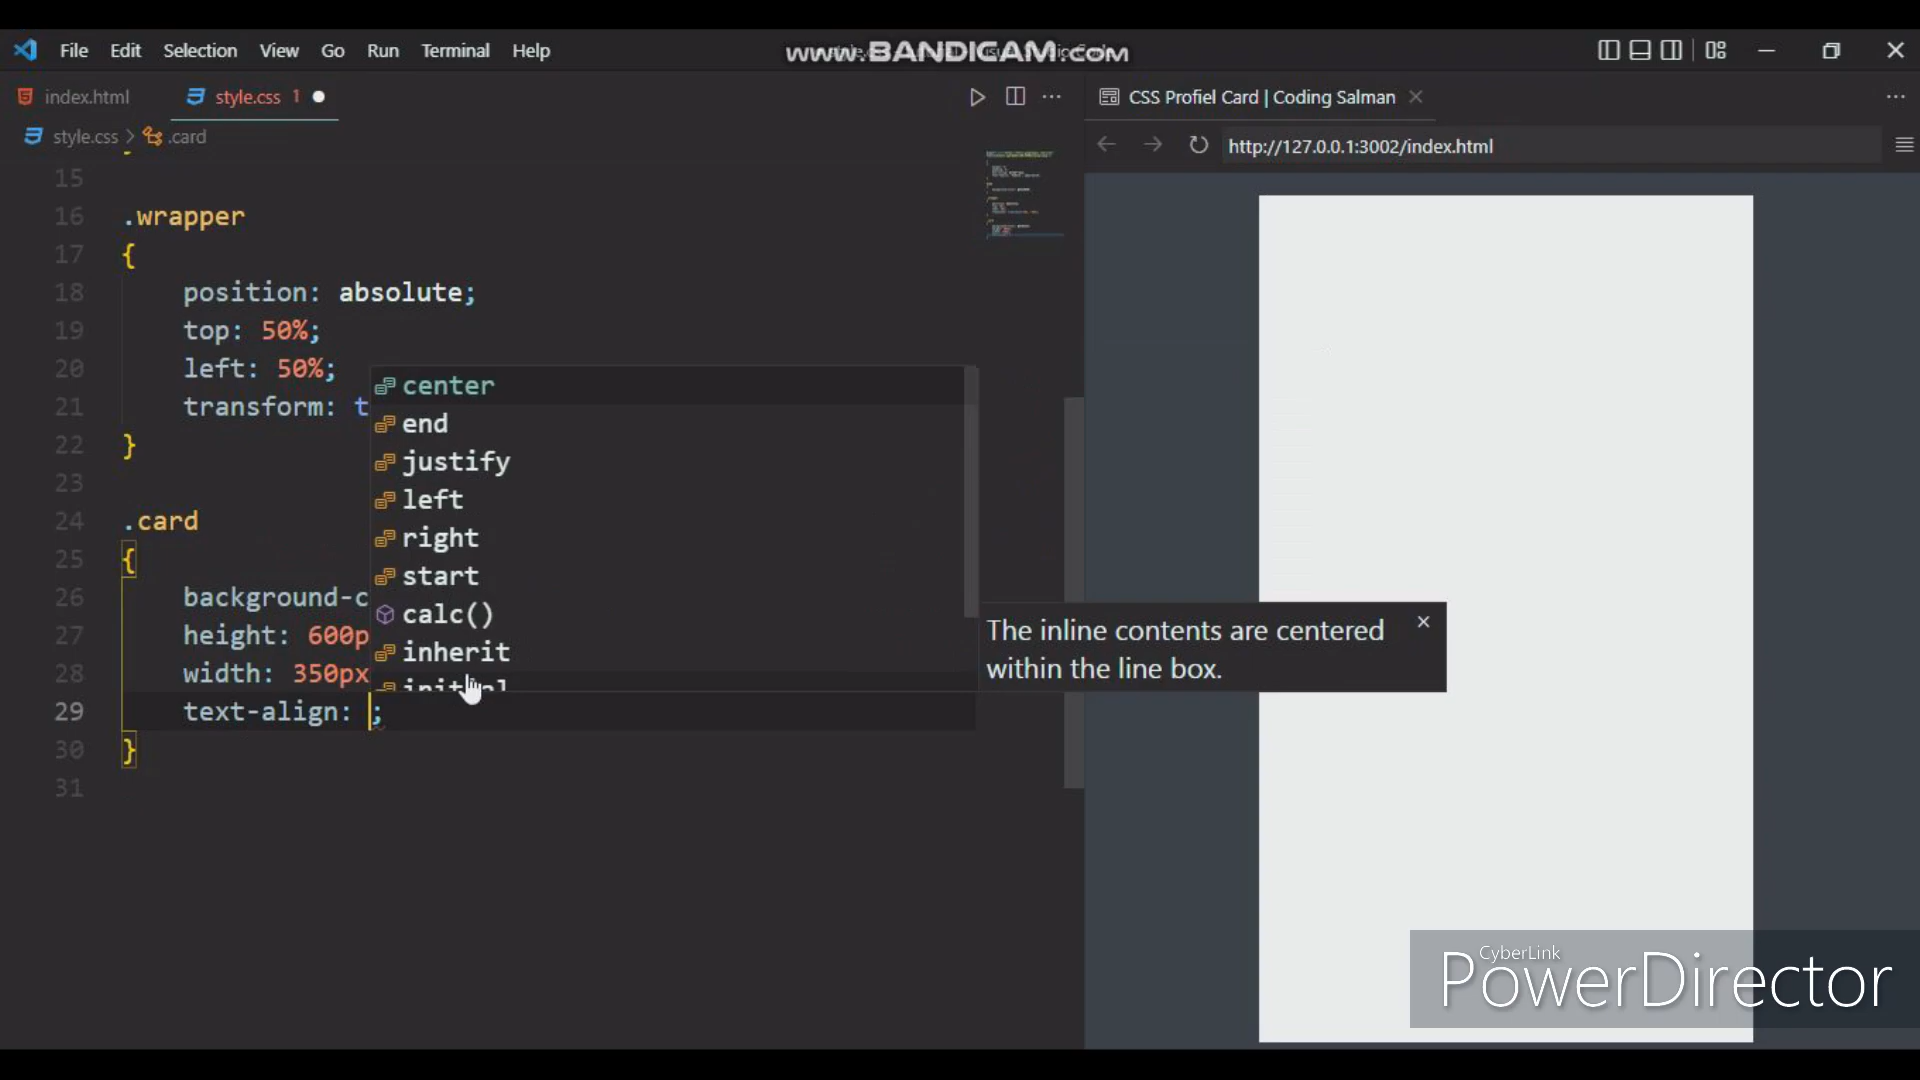 File Edit Selection View Go Run Terminal Help
www.BANDICAM.com
index.html
style.css 1
CSS Profiel Card | Coding Salman
style.css > .card
http://127.0.0.1:3002/index.html
15
16 .wrapper
17 {
18 position: absolute;
19 top: 50%;
20 left: 50%;
21 transform: t
22 }
23
24 .card
25 {
26 background-c
27 height: 600p
28 width: 350px
29 text-align: ;
30 }
31
center
end
justify
left
right
start
calc()
inherit
The inline contents are centered
within the line box.
CyberLink
PowerDirector